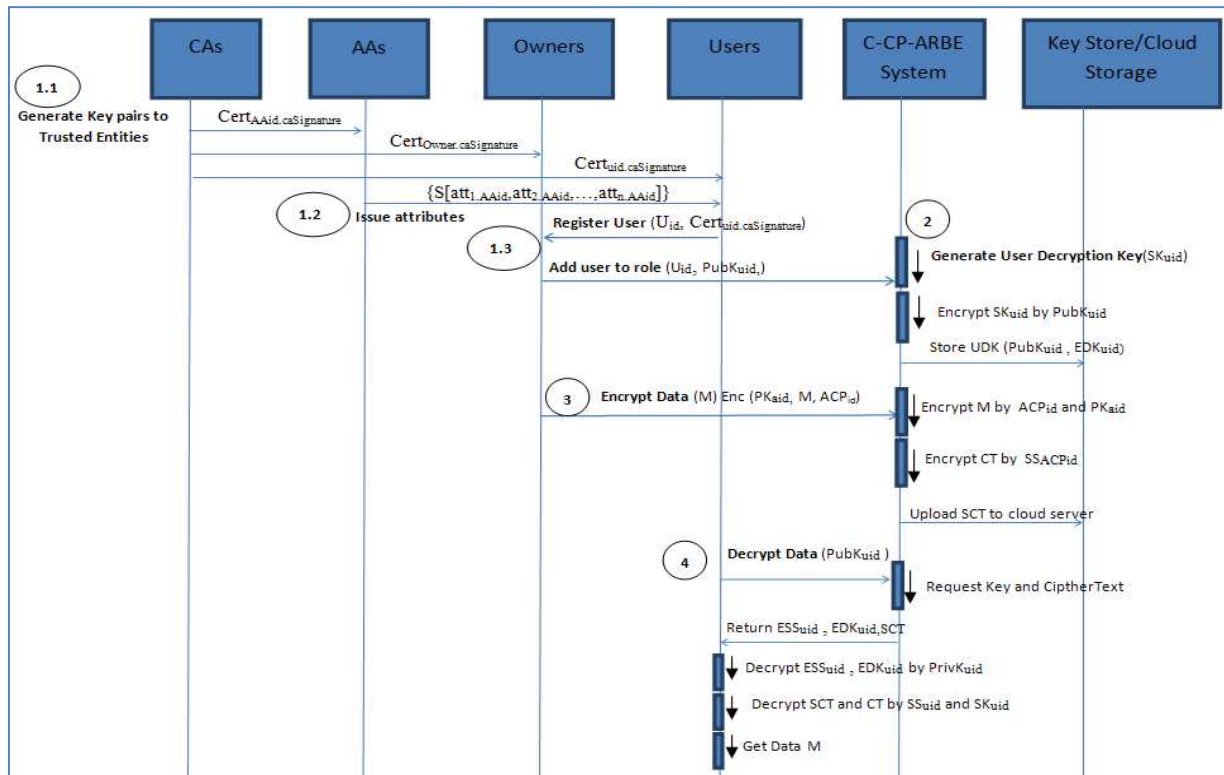 CAs
AAs
Owners
Users
C-CP-ARBE
System
Key Store/Cloud
Storage
1.1
Generate Key pairs to
Trusted Entities
CertAAid.caSignature
CertOwner.caSignature
Certuid.caSignature
{S[att1.AAid,att2.AAid,...,attn.AAid]}
1.2
Issue attributes
Register User (Uid, Certuid.caSignature)
1.3
2
Generate User Decryption Key(SKuid)
Add user to role (Uid, PubKuid,)
Encrypt SKuid by PubKuid
Store UDK (PubKuid , EDKuid)
3
Encrypt Data (M) Enc (PKaid, M, ACPid)
Encrypt M by ACPid and PKaid
Encrypt CT by SSACPid
Upload SCT to cloud server
4
Decrypt Data (PubKuid )
Request Key and CiptherText
Return ESSuid , EDKuid,SCT
Decrypt ESSuid , EDKuid by PrivKuid
Decrypt SCT and CT by SSuid and SKuid
Get Data M